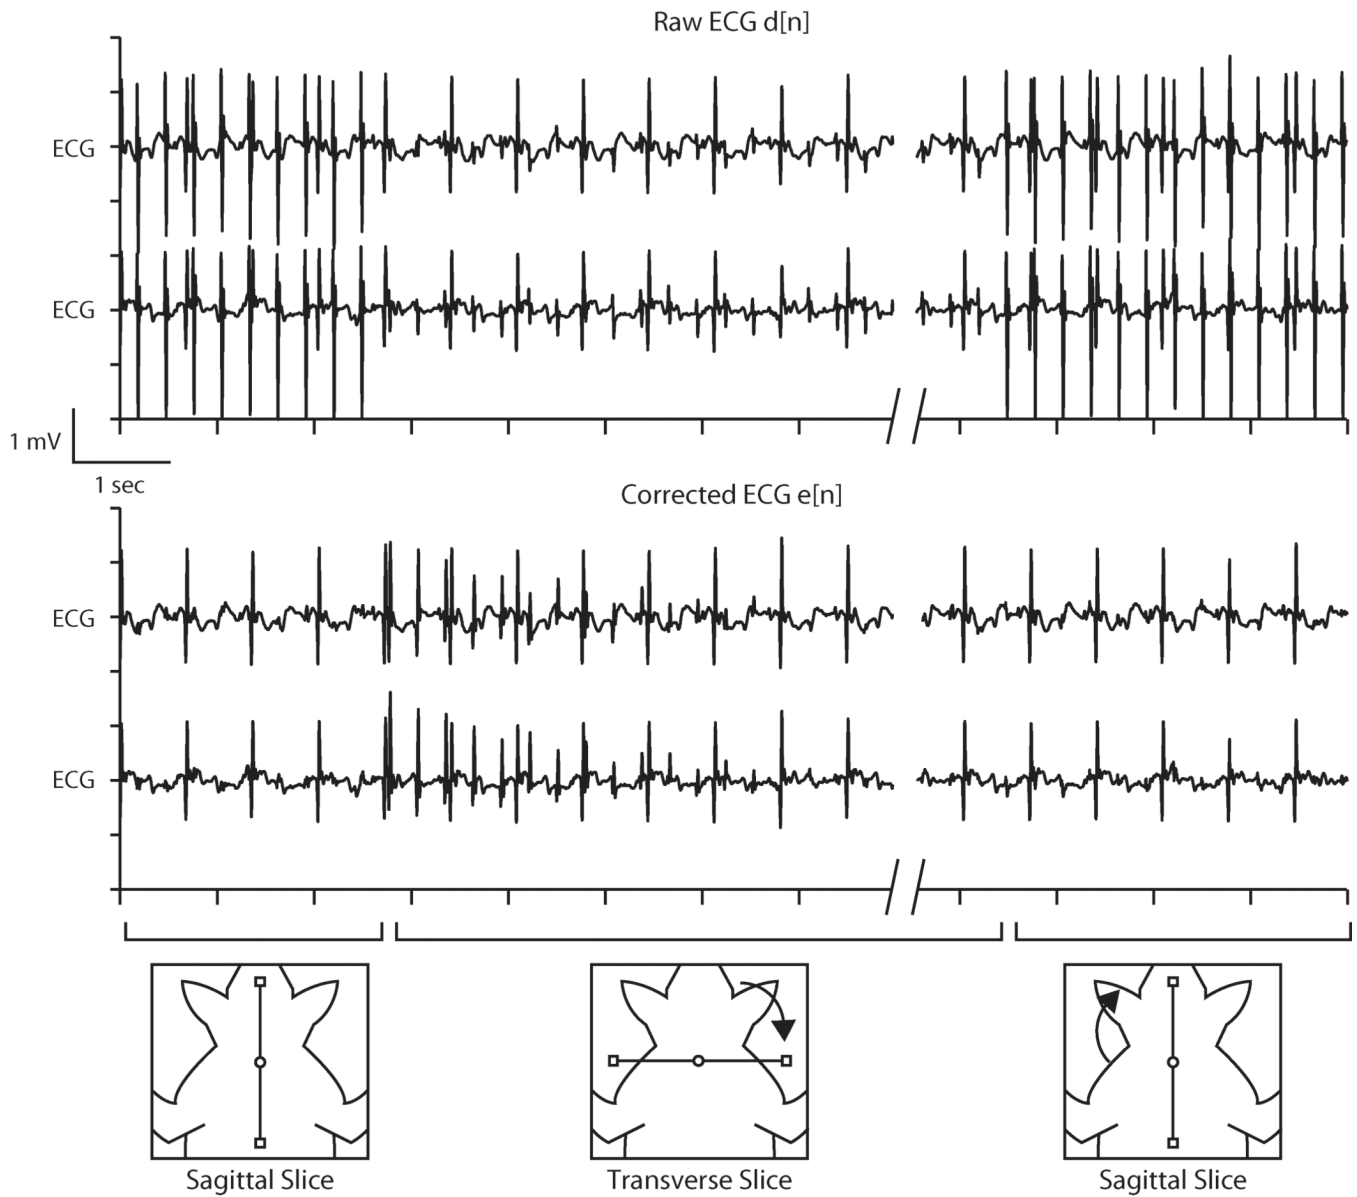 Raw ECG d[n]
ECG
ECG
1 mV
1 sec
Corrected ECG e[n]
ECG
ECG
Sagittal Slice
Transverse Slice
Sagittal Slice